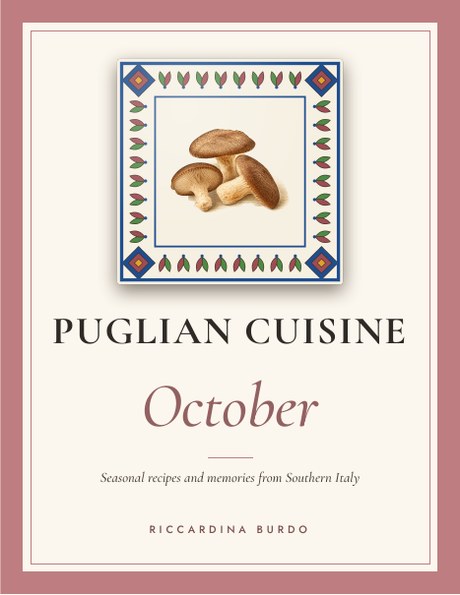 PUGLIAN CUISINE
October
Seasonal recipes and memories from Southern Italy
RICCARDINA BURDO